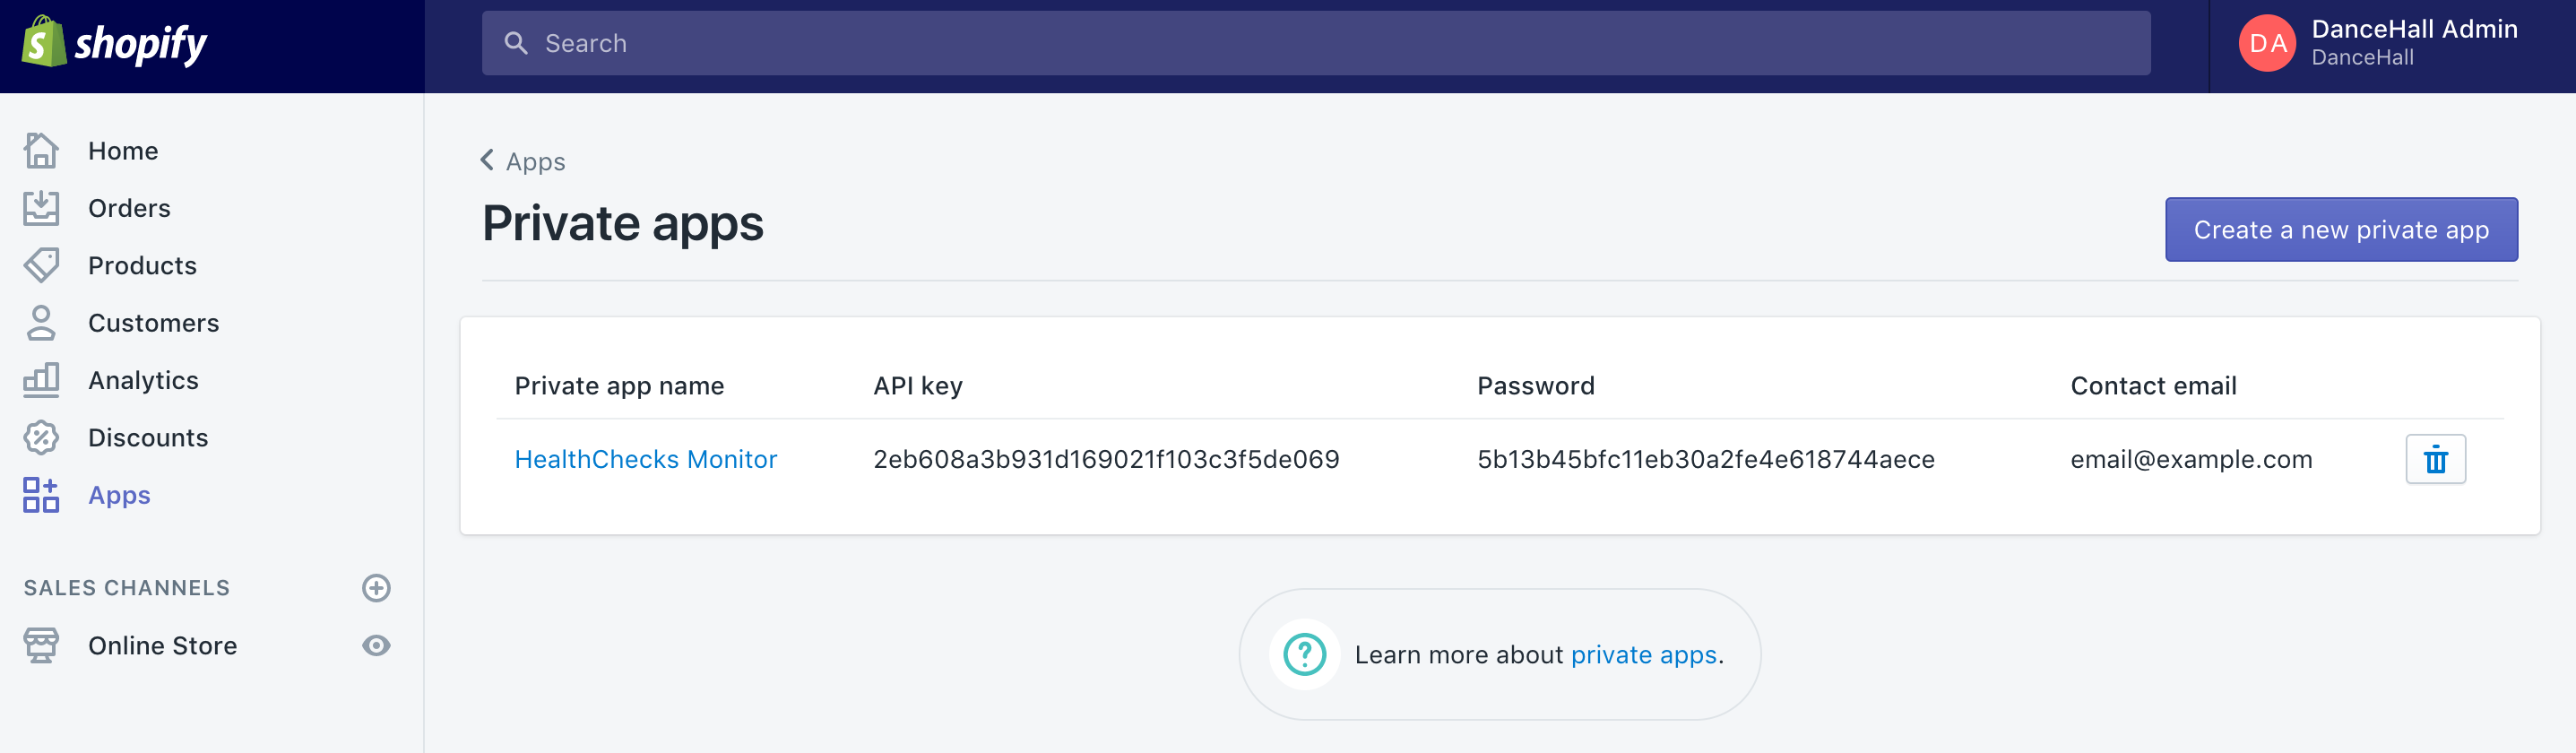 shopify
Search
DA
DanceHall Admin
DanceHall
Home
Orders
Products
Customers
Analytics
Discounts
Apps
SALES CHANNELS
Online Store
Apps
Private apps
Create a new private app
Private app name API key Password Contact email
HealthChecks Monitor 2eb608a3b931d169021f103c3f5de069 5b13b45bfc11eb30a2fe4e618744aece email@example.com
Learn more about private apps.